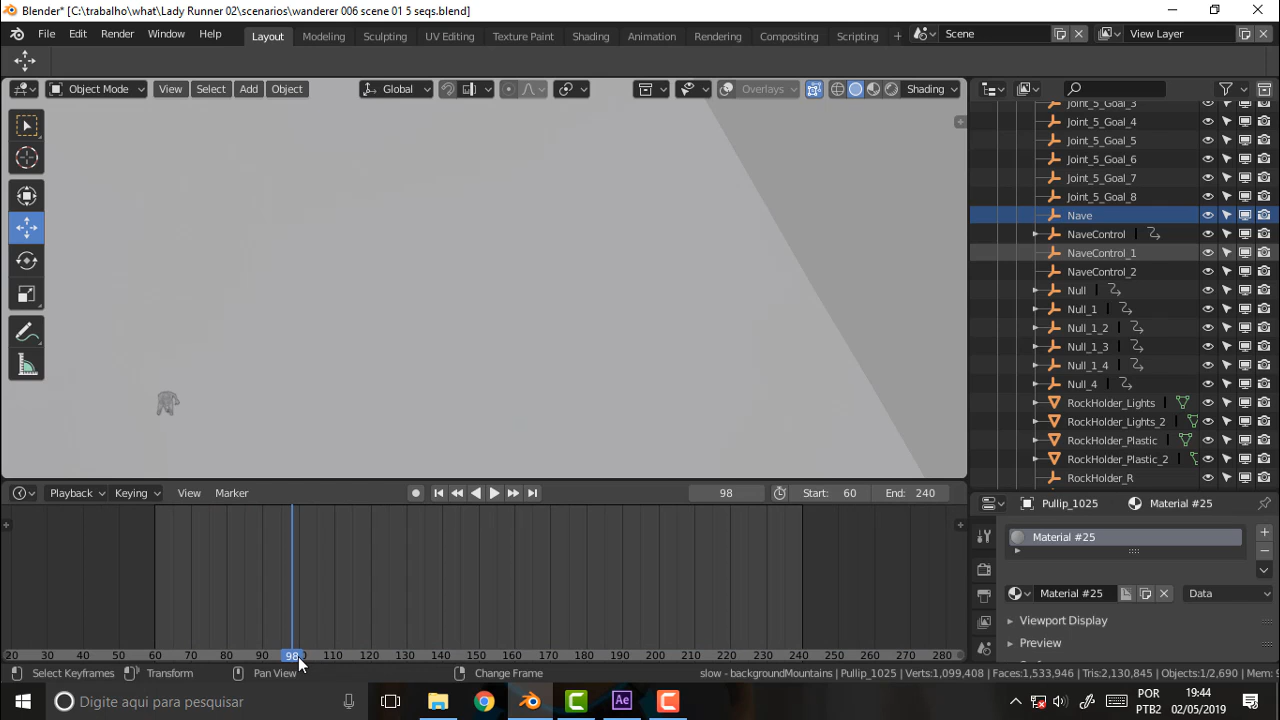 Blender* [C:\trabalho\what\Lady Runner 02\scenarios\wanderer 006 scene 01 5 seqs.blend]
File Edit Render Window Help Layout Modeling Sculpting UV Editing Texture Paint Shading Animation Rendering Compositing Scripting + Scene View Layer
Object Mode View Select Add Object Global Overlays Shading
Joint_5_Goal_3
Joint_5_Goal_4
Joint_5_Goal_5
Joint_5_Goal_6
Joint_5_Goal_7
Joint_5_Goal_8
Nave
NaveControl
NaveControl_1
NaveControl_2
Null
Null_1
Null_1_2
Null_1_3
Null_1_4
Null_4
RockHolder_Lights
RockHolder_Lights_2
RockHolder_Plastic
RockHolder_Plastic_2
RockHolder_R
Playback Keying View Marker 98 Start: 60 End: 240
Pullip_1025 Material #25
Material #25
Material #25 Data
Viewport Display
Preview
20 30 40 50 60 70 80 90 98 110 120 130 140 150 160 170 180 190 200 210 220 230 240 250 260 270 280
Select Keyframes Transform Pan View Change Frame slow - backgroundMountains | Pullip_1025 | Verts:1,099,408 | Faces:1,533,946 | Tris:2,130,845 | Objects:1/2,690 | Mem: 9
Digite aqui para pesquisar
Ae
POR
PTB2
19:44
02/05/2019